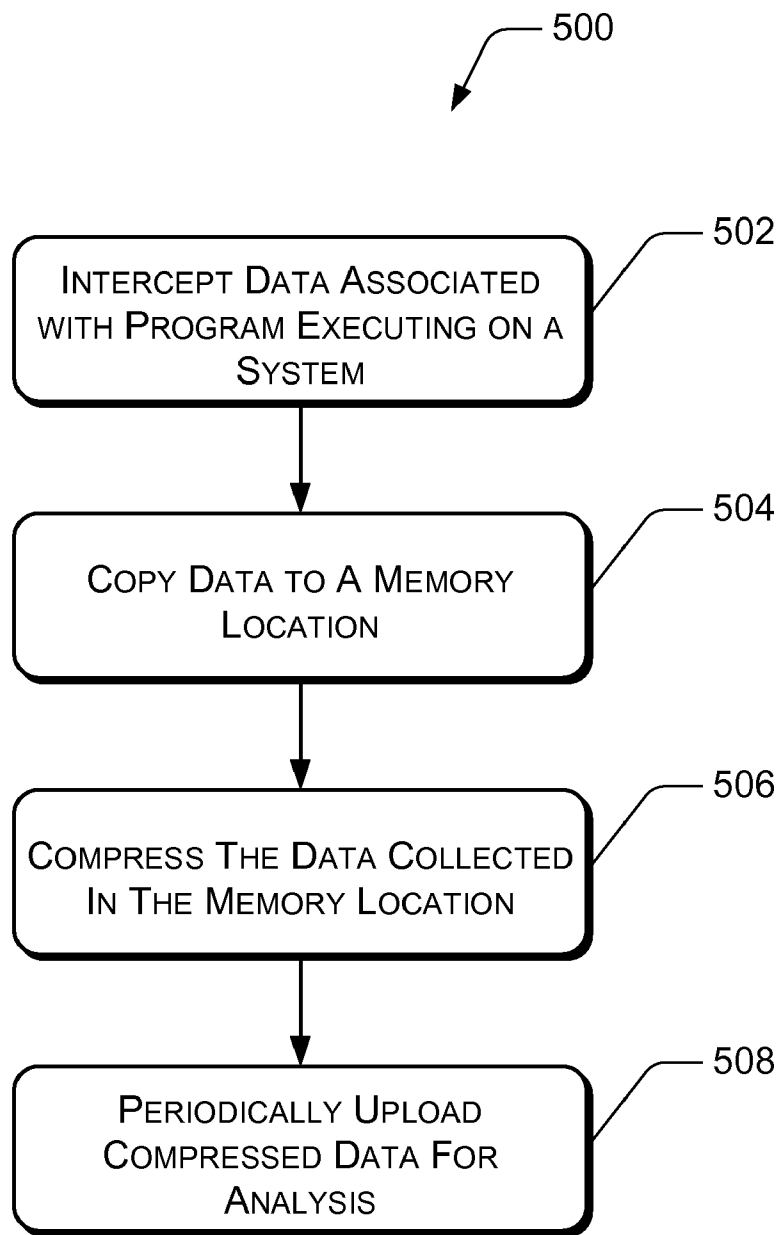 500
502
INTERCEPT DATA ASSOCIATED
WITH PROGRAM EXECUTING ON A
SYSTEM
504
COPY DATA TO A MEMORY
LOCATION
506
COMPRESS THE DATA COLLECTED
IN THE MEMORY LOCATION
508
PERIODICALLY UPLOAD
COMPRESSED DATA FOR
ANALYSIS